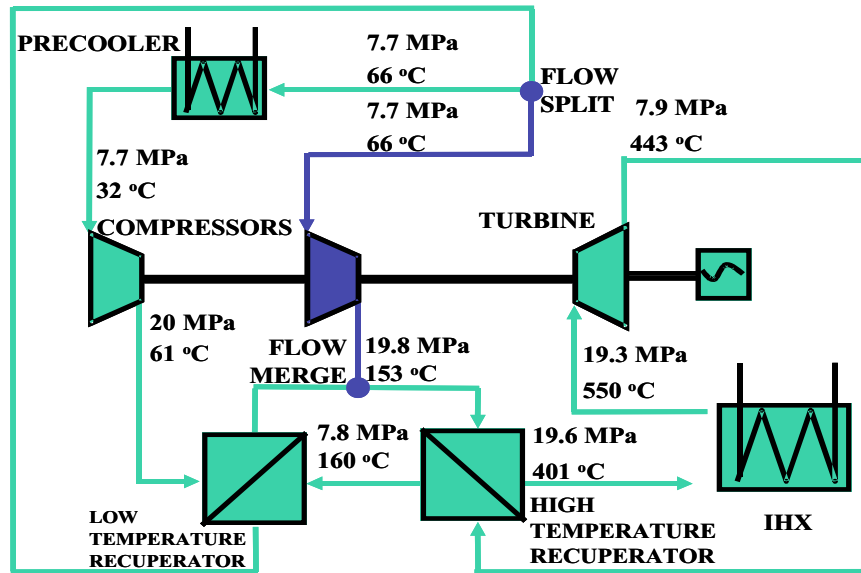 PRECOOLER
7.7 MPa
66 ºC
FLOW
SPLIT
7.7 MPa
66 ºC
7.9 MPa
443 ºC
7.7 MPa
32 ºC
COMPRESSORS
TURBINE
20 MPa
61 ºC
FLOW
MERGE
19.8 MPa
153 ºC
19.3 MPa
550 ºC
7.8 MPa
160 ºC
19.6 MPa
401 ºC
LOW
TEMPERATURE
RECUPERATOR
HIGH
TEMPERATURE
RECUPERATOR
IHX